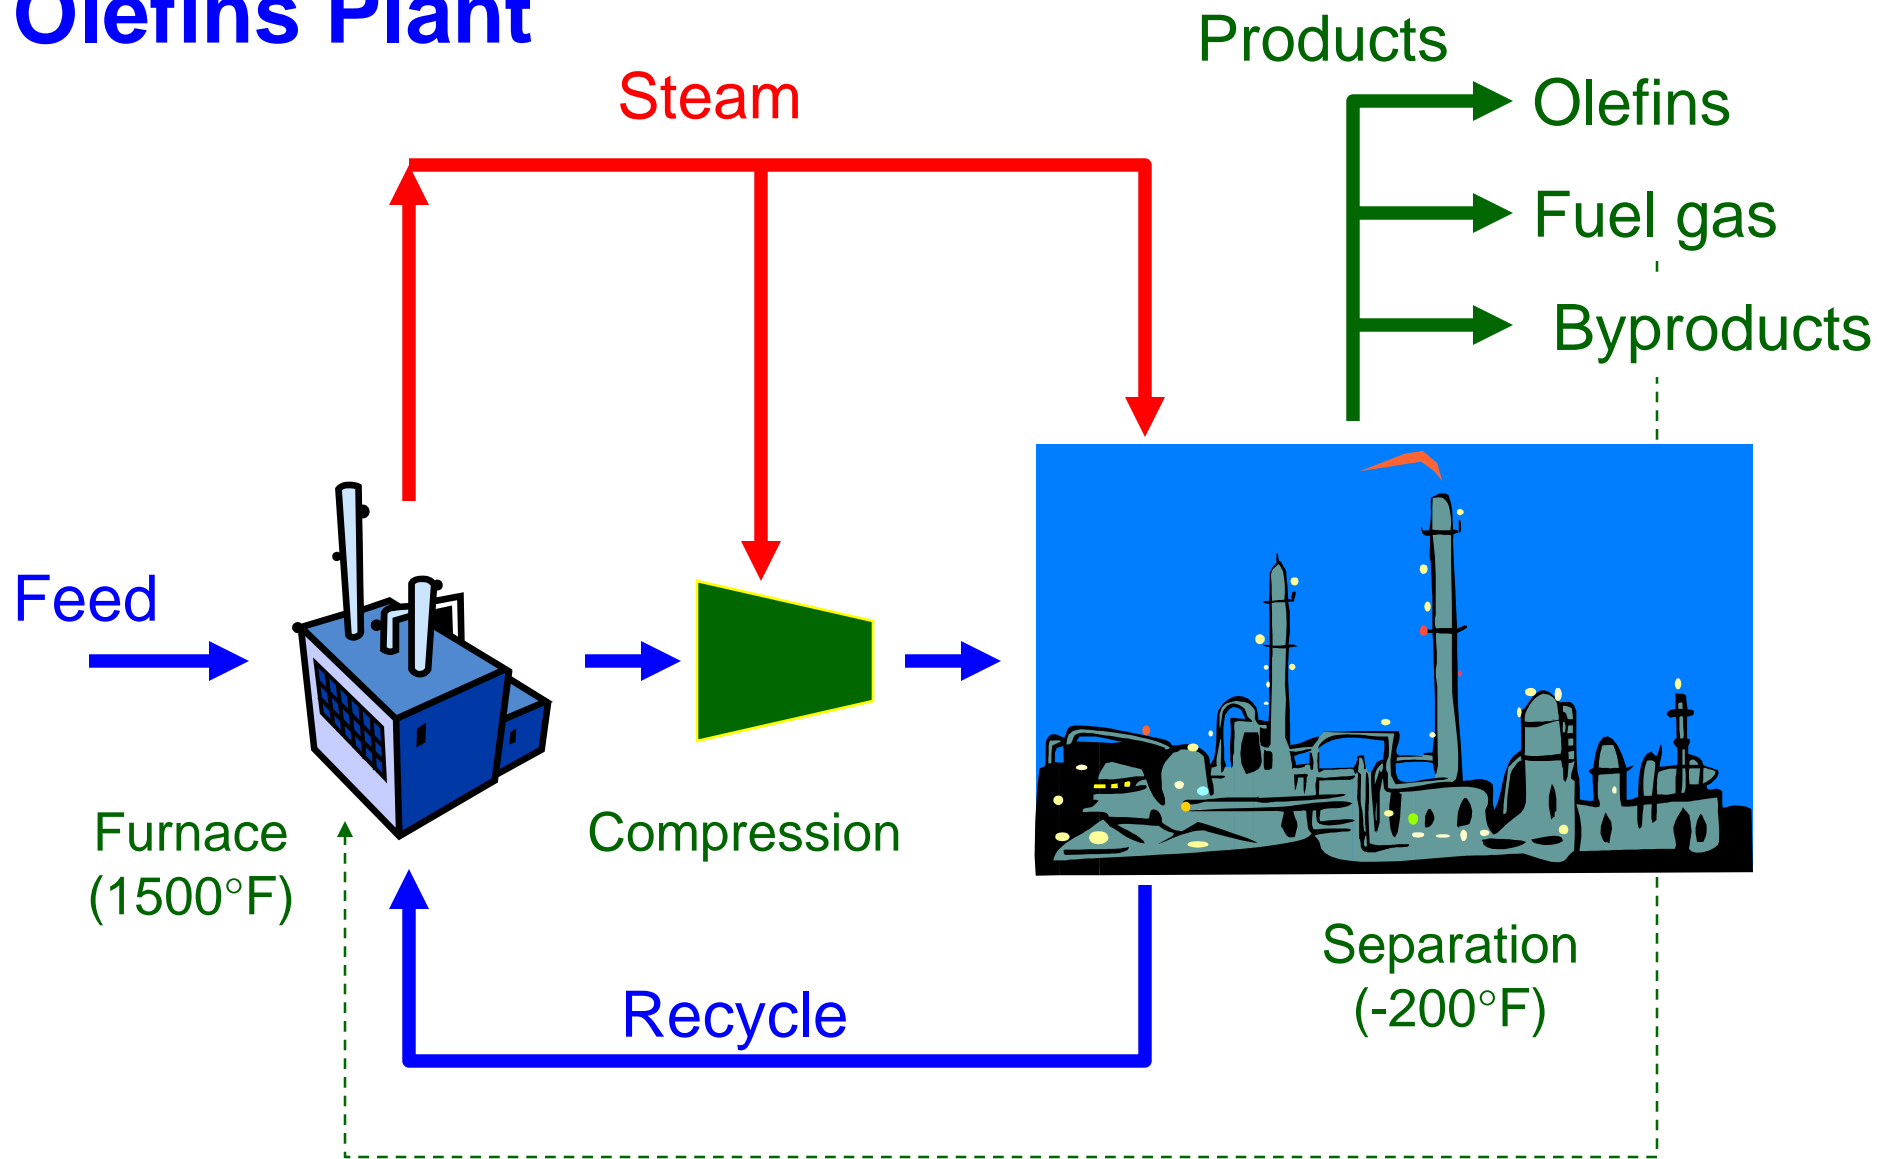 Olefins Plant
Products
Steam
Olefins
Fuel gas
Byproducts
Feed
Furnace
(1500°F)
Compression
Separation
(-200°F)
Recycle